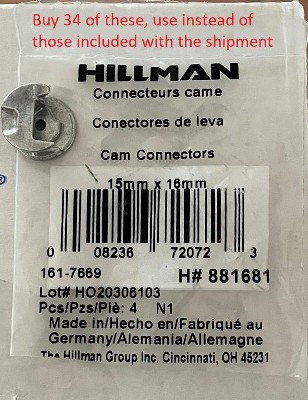 Buy 34 of these, use instead of
those included with the shipment
HILLMAN
Connecteurs came
Conectores de leva
Cam Connectors
15mm x 16mm
0 08236 72072 3
161-7669 H# 881681
Lot# HO20306103
Pcs/Pzs/Piè: 4 N1
Made in/Hecho en/Fabriqué au
Germany/Alemania/Allemagne
The Hillman Group Inc. Cincinnati, OH 45231
®